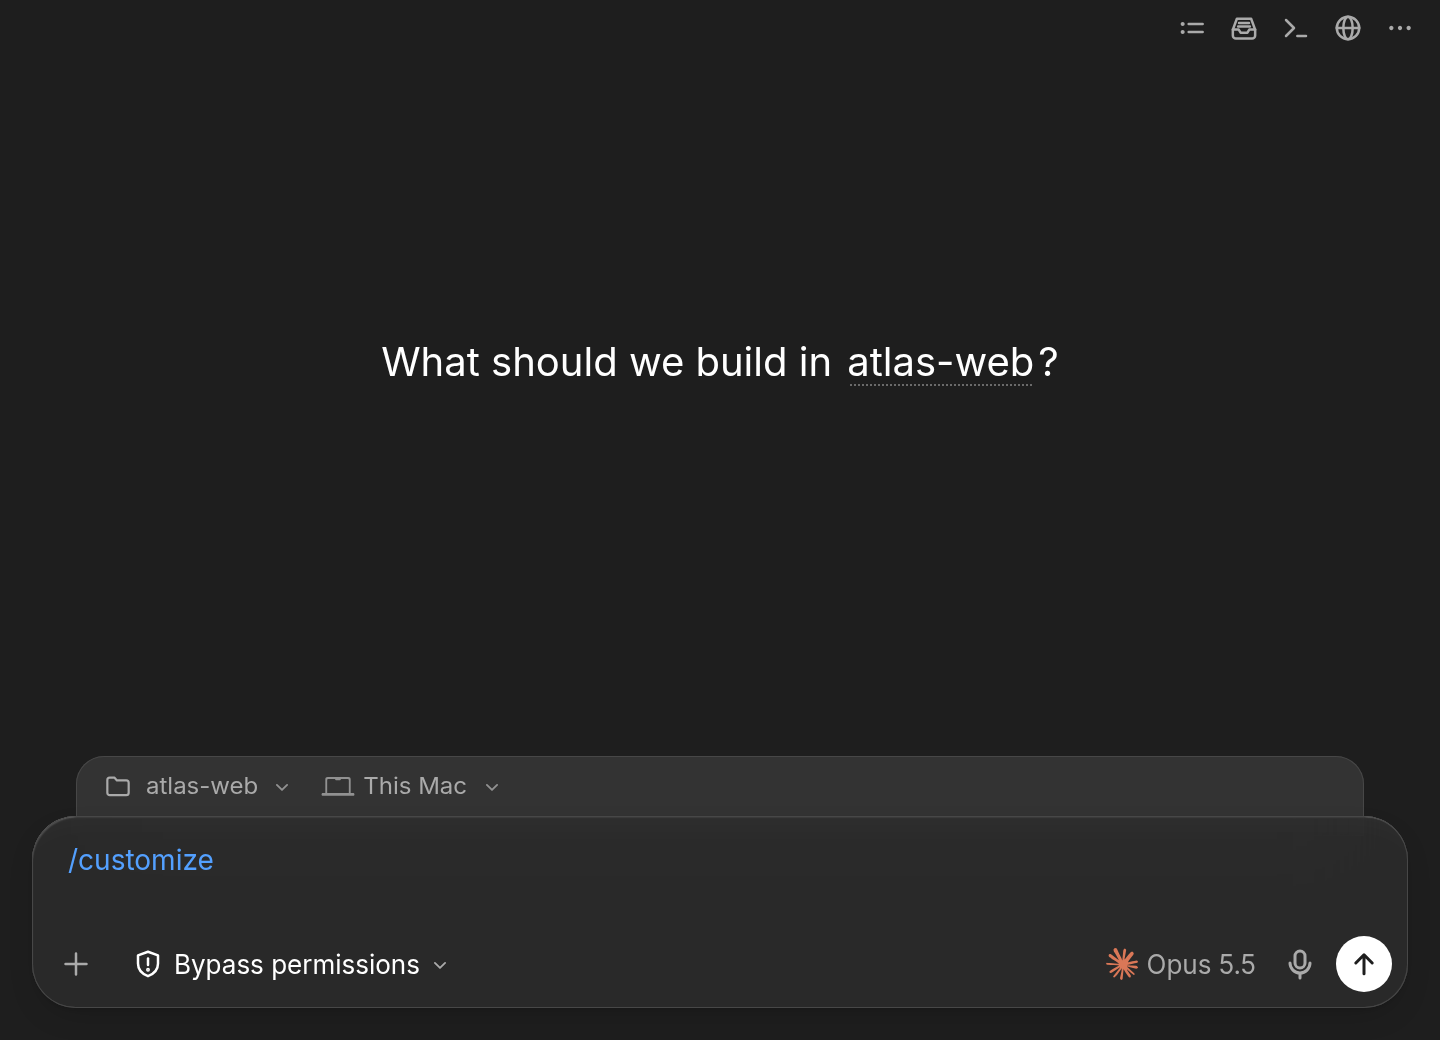 What should we build in atlas-web?
atlas-web This Mac
/customize
Bypass permissions Opus 5.5